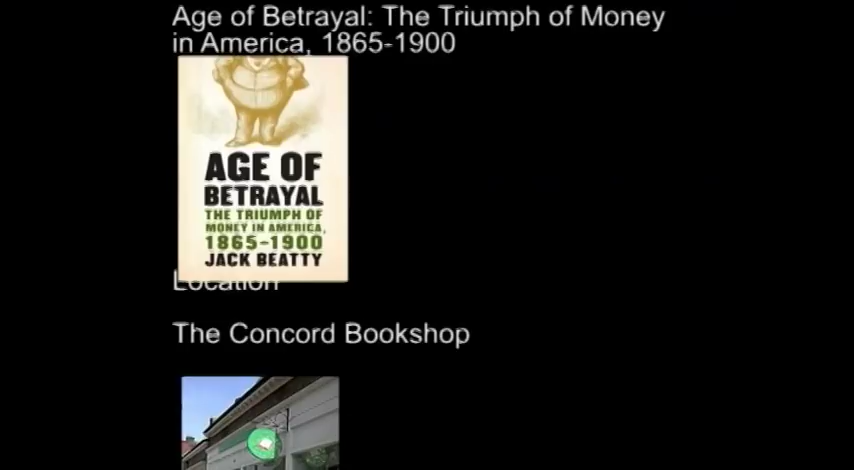 Age of Betrayal: The Triumph of Money
in America, 1865-1900
AGE OF
BETRAYAL
THE TRIUMPH OF
MONEY IN AMERICA,
1865-1900
JACK BEATTY
Location
The Concord Bookshop